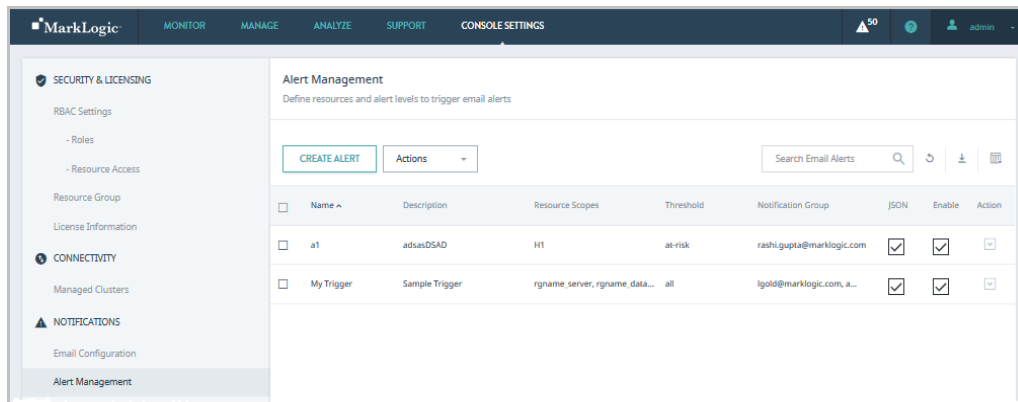 MarkLogic MONITOR MANAGE ANALYZE SUPPORT CONSOLE SETTINGS 50 ? admin
SECURITY & LICENSING
RBAC Settings
- Roles
- Resource Access
Resource Group
License Information
CONNECTIVITY
Managed Clusters
NOTIFICATIONS
Email Configuration
Alert Management
Alert Management
Define resources and alert levels to trigger email alerts
CREATE ALERT Actions Search Email Alerts
Name Description Resource Scopes Threshold Notification Group JSON Enable Action
a1 adsasDSAD H1 at-risk rashi.gupta@marklogic.com
My Trigger Sample Trigger rgname_server, rgname_data... all lgold@marklogic.com, a...